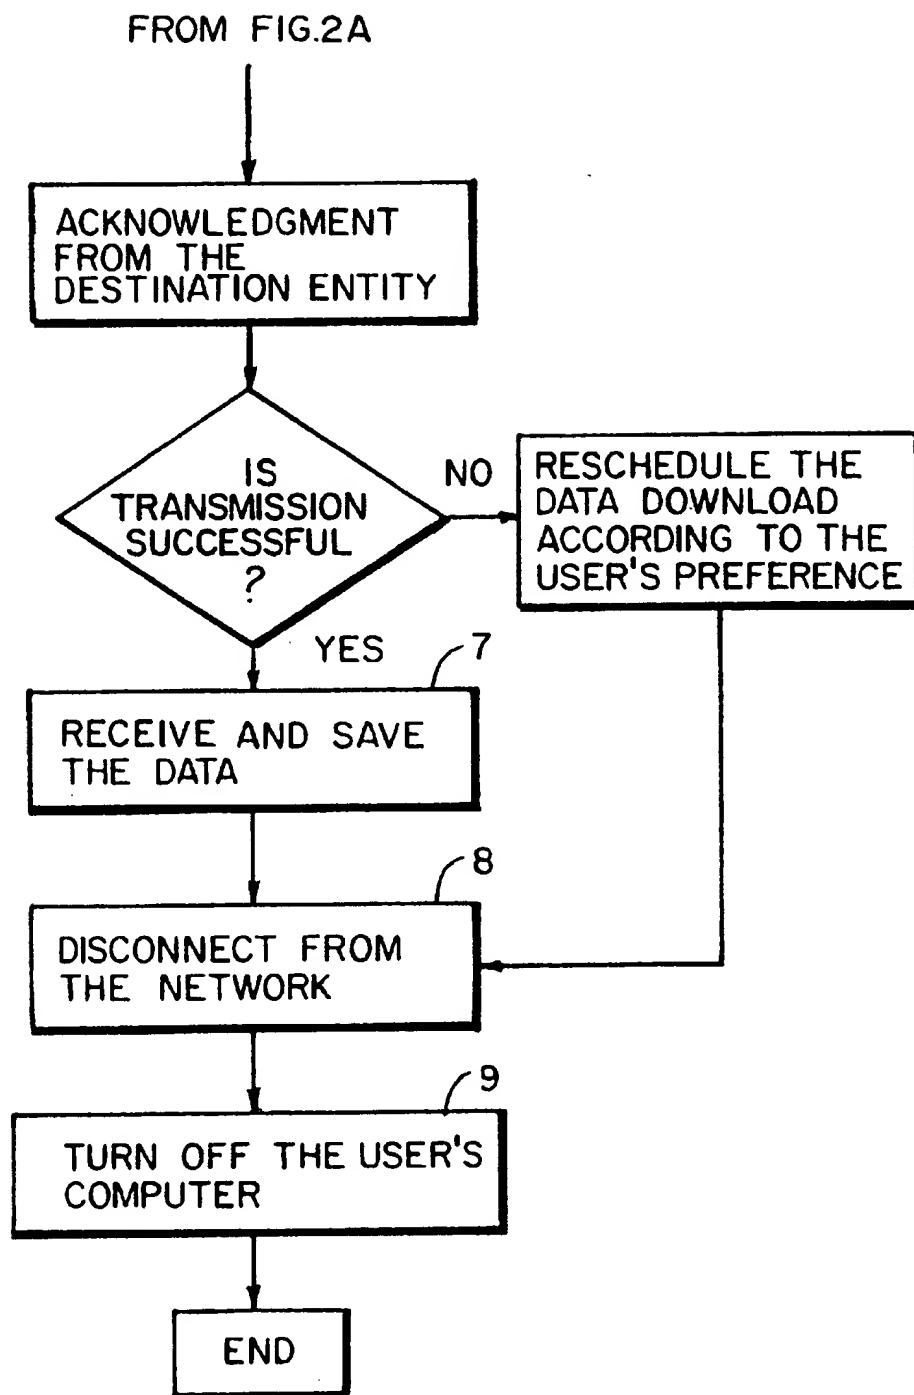 FROM FIG.2A
ACKNOWLEDGMENT
FROM THE
DESTINATION ENTITY
IS
TRANSMISSION
SUCCESSFUL
?
NO
RESCHEDULE THE
DATA DOWNLOAD
ACCORDING TO THE
USER'S PREFERENCE
YES
7
RECEIVE AND SAVE
THE DATA
8
DISCONNECT FROM
THE NETWORK
9
TURN OFF THE USER'S
COMPUTER
END